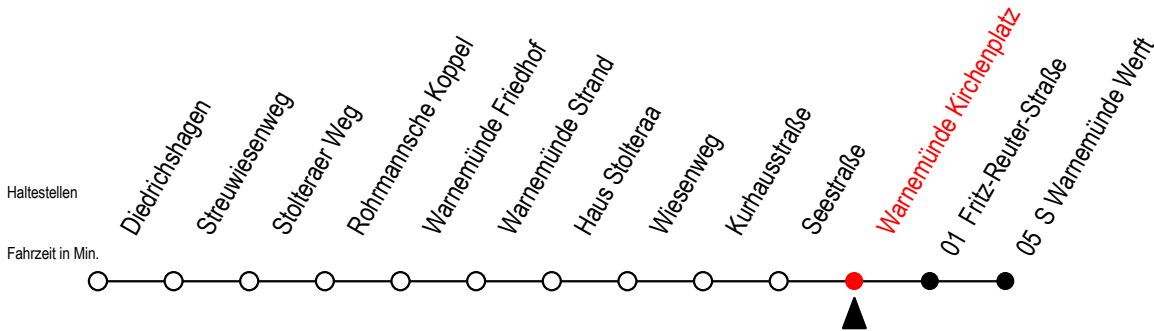 Haltestellen
Fahrzeit in Min.
Diedrichshagen
Streuwiesenweg
Stolteraer Weg
Rohrmannsche Koppel
Warnemünde Friedhof
Warnemünde Strand
Haus Stolteraa
Wiesenweg
Kurhausstraße
Seestraße
Warnemünde Kirchenplatz
01 Fritz-Reuter-Straße
05 S Warnemünde Werft